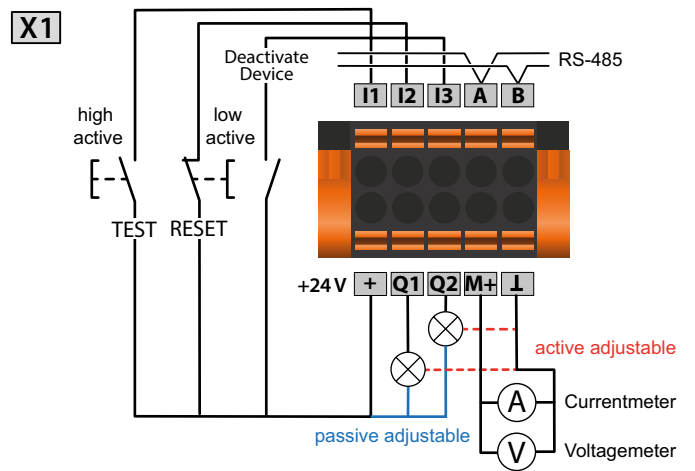 X1
Deactivate
Device
RS-485
I1 I2 I3 A B
high
active
low
active
TEST RESET
+24 V + Q1 Q2 M+ ⊥
active adjustable
A Currentmeter
passive adjustable
V Voltagemeter